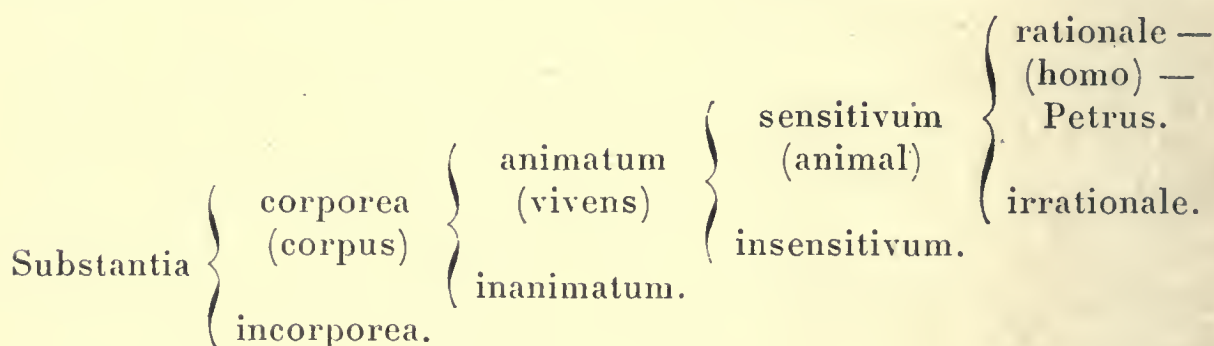 Substantia
corporea
(corpus)
incorporea.
animatum
(vivens)
inanimatum.
sensitivum
(animal)
insensitivum.
rationale —
(homo) —
Petrus.
irrationale.